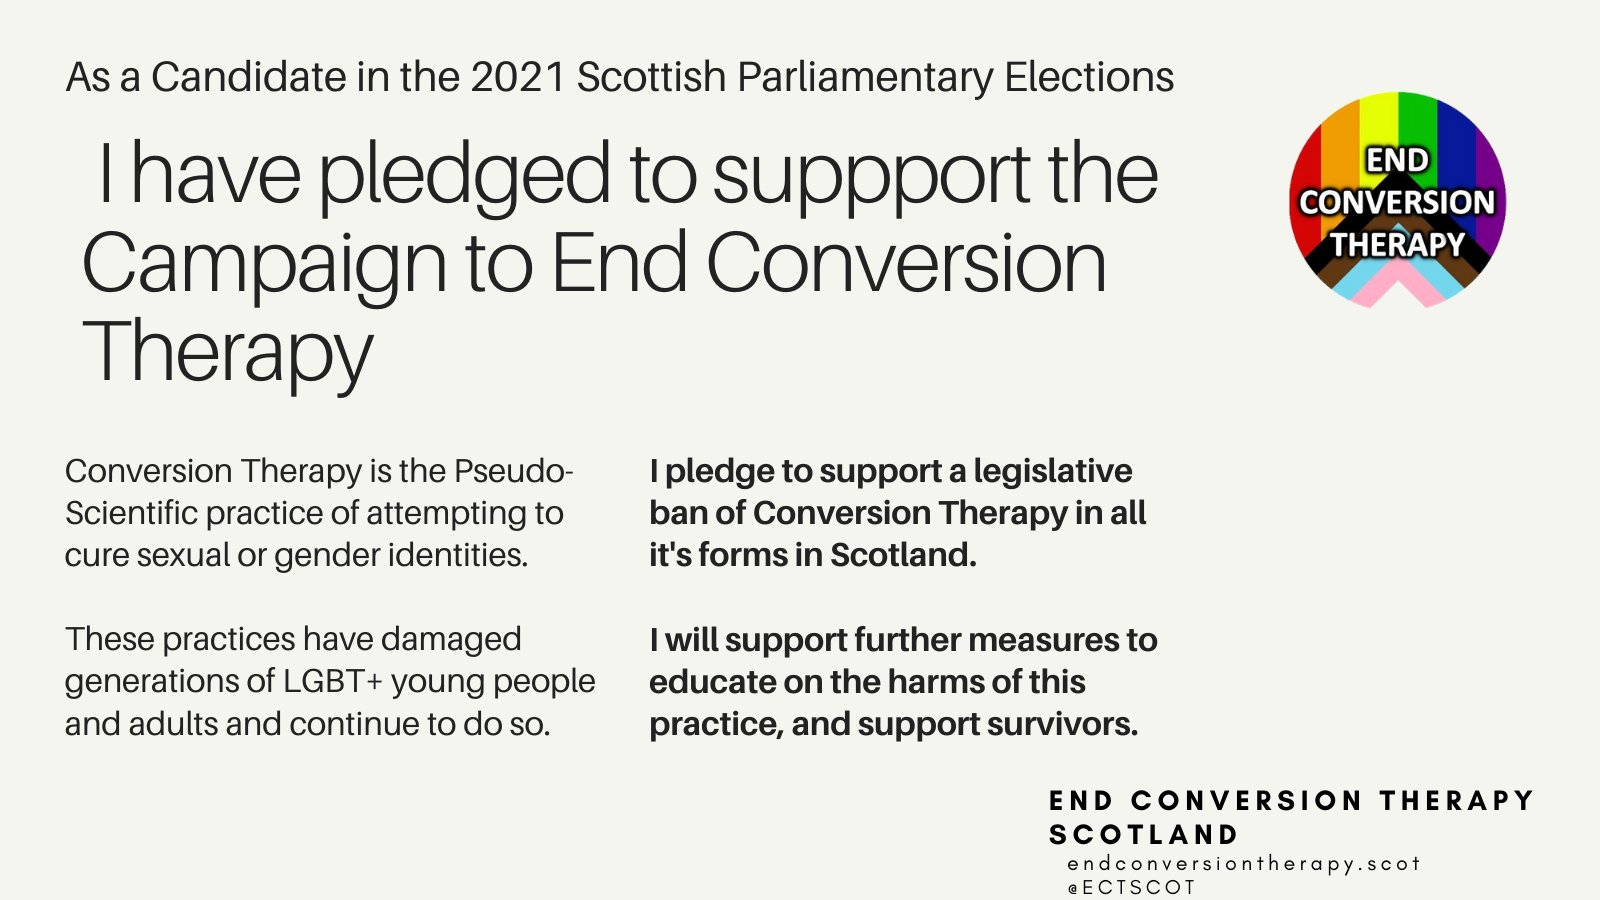 As a Candidate in the 2021 Scottish Parliamentary Elections
I have pledged to suppport the
Campaign to End Conversion
Therapy
END
CONVERSION
THERAPY
Conversion Therapy is the Pseudo-
Scientific practice of attempting to
cure sexual or gender identities.
These practices have damaged
generations of LGBT+ young people
and adults and continue to do so.
I pledge to support a legislative
ban of Conversion Therapy in all
it's forms in Scotland.
I will support further measures to
educate on the harms of this
practice, and support survivors.
END CONVERSION THERAPY
SCOTLAND
endconversiontherapy.scot
@ECTSCOT